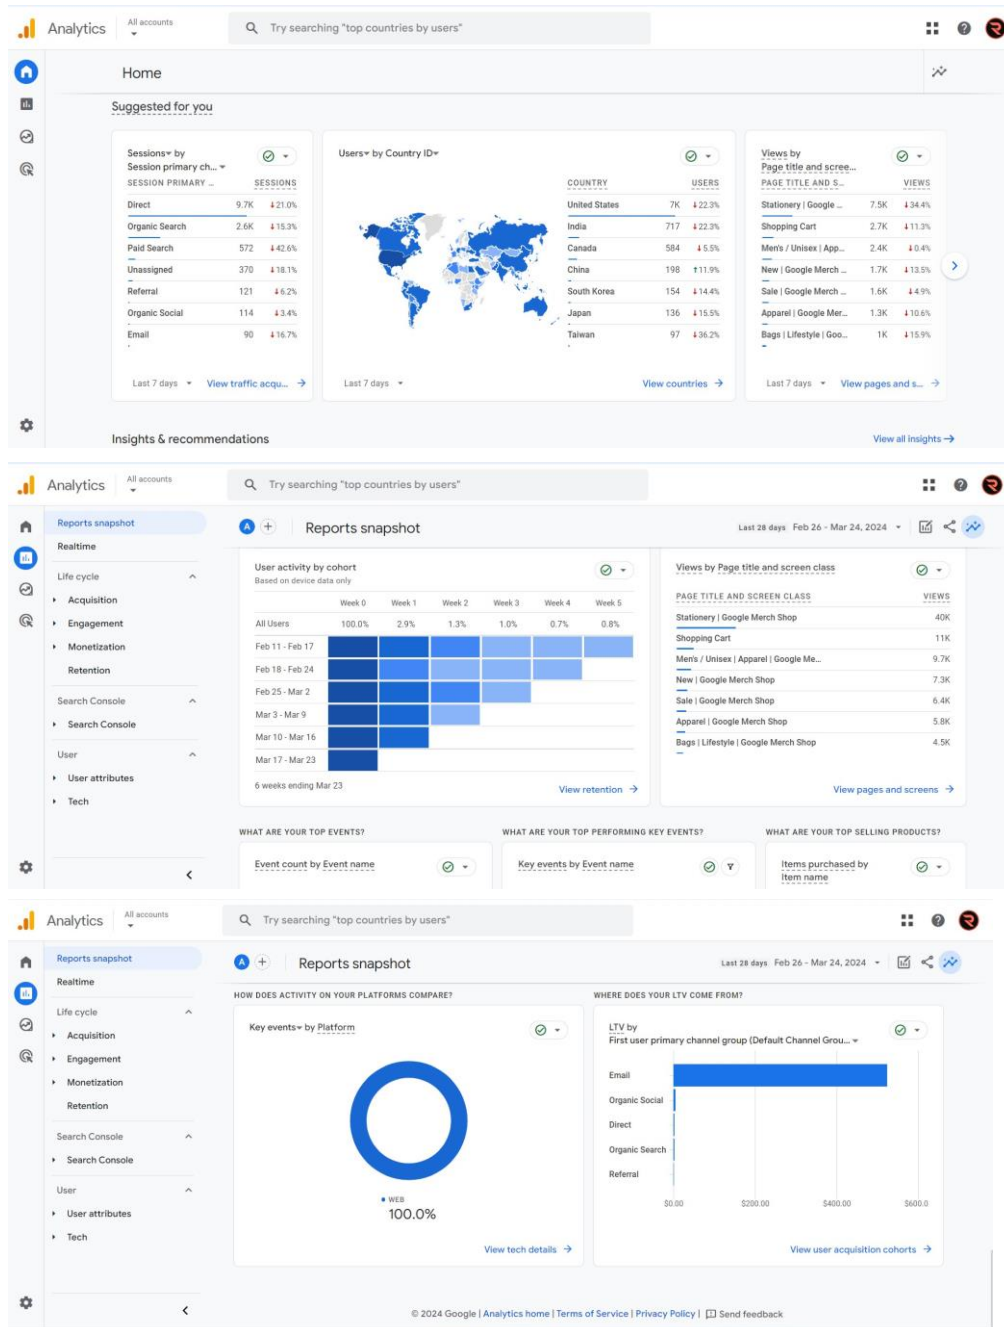 Analytics
All accounts
Try searching "top countries by users"
Home
Suggested for you
Sessions by
Session primary ch...
SESSION PRIMARY ... SESSIONS
Direct 9.7K ↓21.0%
Organic Search 2.6K ↓15.3%
Paid Search 572 ↓42.6%
Unassigned 370 ↓18.1%
Referral 121 ↓6.2%
Organic Social 114 ↓3.4%
Email 90 ↓16.7%
Last 7 days View traffic acqu... →
Users by Country ID
COUNTRY USERS
United States 7K ↓22.3%
India 717 ↓22.3%
Canada 584 ↓5.5%
China 198 ↑11.9%
South Korea 154 ↓14.4%
Japan 136 ↓15.5%
Taiwan 97 ↓36.2%
Last 7 days View countries →
Views by
Page title and scree...
PAGE TITLE AND S... VIEWS
Stationery | Google ... 7.5K ↓34.4%
Shopping Cart 2.7K ↓11.3%
Men's / Unisex | App... 2.4K ↓0.4%
New | Google Merch ... 1.7K ↓13.5%
Sale | Google Merch ... 1.6K ↓4.9%
Apparel | Google Mer... 1.3K ↓10.6%
Bags | Lifestyle | Goo... 1K ↓15.9%
Last 7 days View pages and s... →
Insights & recommendations
View all insights →
Analytics
All accounts
Try searching "top countries by users"
Reports snapshot
Realtime
Life cycle
Acquisition
Engagement
Monetization
Retention
Search Console
Search Console
User
User attributes
Tech
A
Reports snapshot
Last 28 days Feb 26 - Mar 24, 2024
User activity by cohort
Based on device data only
Week 0 Week 1 Week 2 Week 3 Week 4 Week 5
All Users 100.0% 2.9% 1.3% 1.0% 0.7% 0.8%
Feb 11 - Feb 17
Feb 18 - Feb 24
Feb 25 - Mar 2
Mar 3 - Mar 9
Mar 10 - Mar 16
Mar 17 - Mar 23
6 weeks ending Mar 23
View retention →
Views by Page title and screen class
PAGE TITLE AND SCREEN CLASS VIEWS
Stationery | Google Merch Shop 40K
Shopping Cart 11K
Men's / Unisex | Apparel | Google Me... 9.7K
New | Google Merch Shop 7.3K
Sale | Google Merch Shop 6.4K
Apparel | Google Merch Shop 5.8K
Bags | Lifestyle | Google Merch Shop 4.5K
View pages and screens →
WHAT ARE YOUR TOP EVENTS?
Event count by Event name
WHAT ARE YOUR TOP PERFORMING KEY EVENTS?
Key events by Event name
WHAT ARE YOUR TOP SELLING PRODUCTS?
Items purchased by
Item name
Analytics
All accounts
Try searching "top countries by users"
Reports snapshot
Realtime
Life cycle
Acquisition
Engagement
Monetization
Retention
Search Console
Search Console
User
User attributes
Tech
A
Reports snapshot
Last 28 days Feb 26 - Mar 24, 2024
HOW DOES ACTIVITY ON YOUR PLATFORMS COMPARE?
Key events by Platform
WEB
100.0%
View tech details →
WHERE DOES YOUR LTV COME FROM?
LTV by
First user primary channel group (Default Channel Grou...
Email
Organic Social
Direct
Organic Search
Referral
$0.00 $200.00 $400.00 $600.0
View user acquisition cohorts →
© 2024 Google | Analytics home | Terms of Service | Privacy Policy | Send feedback